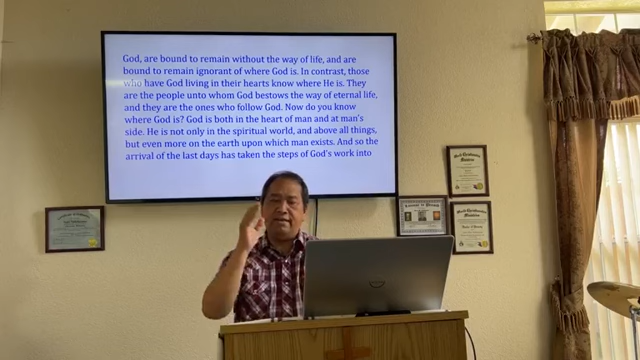 God, are bound to remain without the way of life, and are
bound to remain ignorant of where God is. In contrast, those
who have God living in their hearts know where He is. They
are the people unto whom God bestows the way of eternal life,
and they are the ones who follow God. Now do you know
where God is? God is both in the heart of man and at man's
side. He is not only in the spiritual world, and above all things,
but even more on the earth upon which man exists. And so the
arrival of the last days has taken the steps of God's work into
DELL